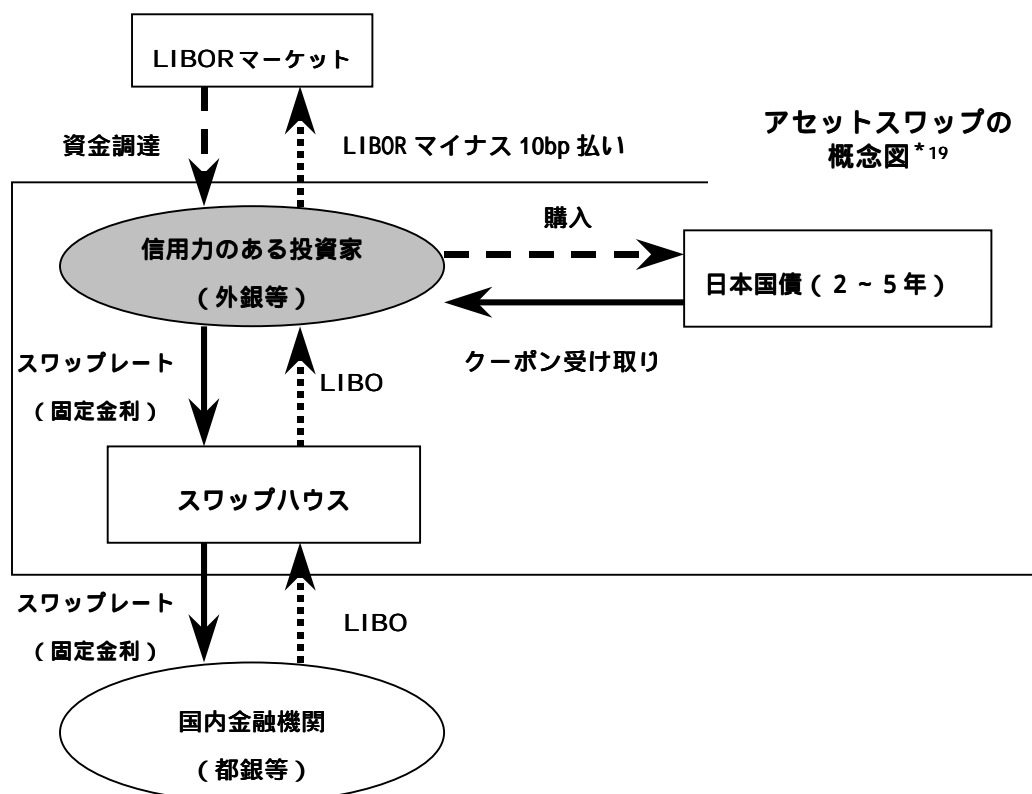 LIBORマーケット
アセットスワップの
概念図*19
資金調達
LIBOR マイナス 10bp 払い
購入
信用力のある投資家
(外銀等)
日本国債(2~5年)
クーポン受け取り
スワップレート
(固定金利)
LIBO
スワップハウス
スワップレート
(固定金利)
LIBO
国内金融機関
(都銀等)